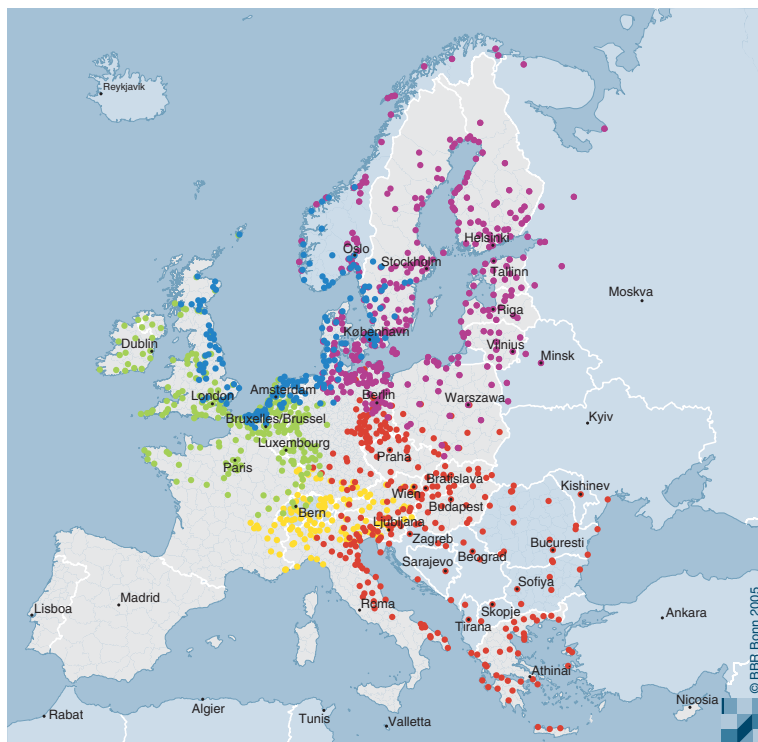 Reykjavik
Oslo
Helsinki
Stockholm
Tallinn
Moskva
Riga
København
Dublin
Vilnius
Minsk
Amsterdam
London
Berlin
Warszawa
Bruxelles/Brussel
Kyiv
Luxembourg
Praha
Paris
Bratislava
Kishinev
Wien
Budapest
Bern
Ljubljana
Zagreb
Bucuresti
Beograd
Sarajevo
Sofiya
Madrid
Lisboa
Roma
Skopje
Ankara
Tirana
Athinai
Nicosia
Algier
Rabat
Tunis
Valletta
© BBR Bonn 2005